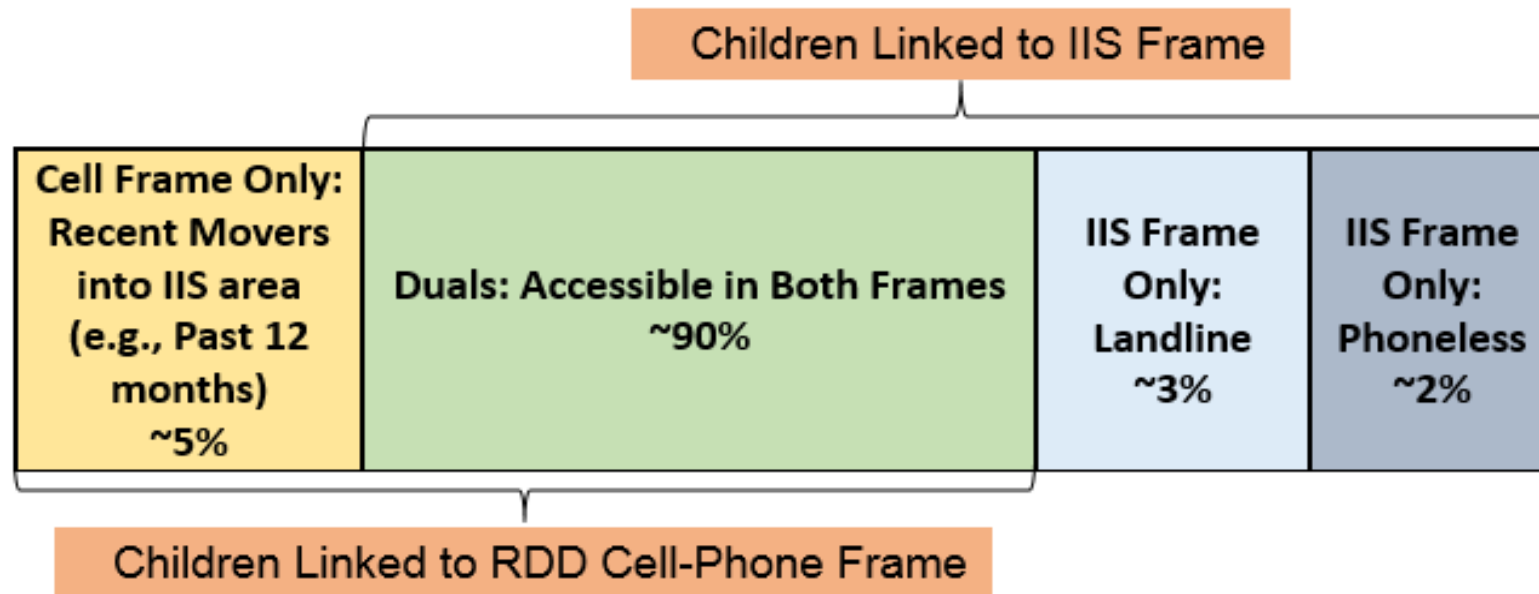 Children Linked to IIS Frame
Cell Frame Only:
Recent Movers
into IIS area
(e.g., Past 12
months)
~5%
Duals: Accessible in Both Frames
~90%
IIS Frame
Only:
Landline
~3%
IIS Frame
Only:
Phoneless
~2%
Children Linked to RDD Cell-Phone Frame